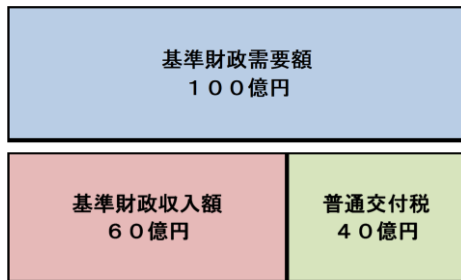 基準財政需要額
１００億円
基準財政収入額
６０億円
普通交付税
４０億円